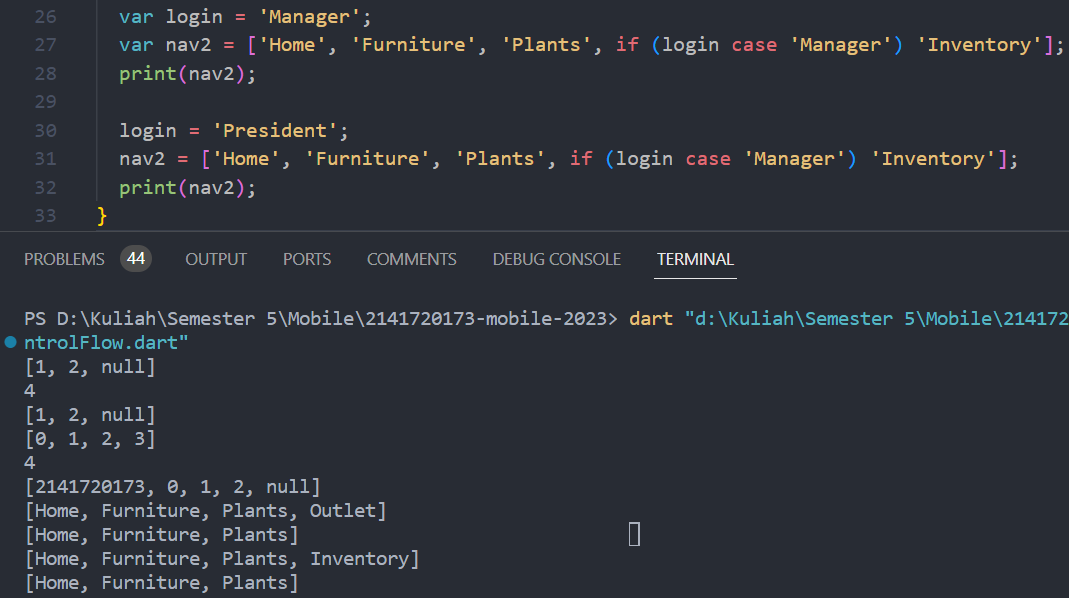 26 var login = 'Manager';
27 var nav2 = ['Home', 'Furniture', 'Plants', if (login case 'Manager') 'Inventory'];
28 print(nav2);
29
30 login = 'President';
31 nav2 = ['Home', 'Furniture', 'Plants', if (login case 'Manager') 'Inventory'];
32 print(nav2);
33 }
PROBLEMS 44 OUTPUT PORTS COMMENTS DEBUG CONSOLE TERMINAL
PS D:\Kuliah\Semester 5\Mobile\2141720173-mobile-2023> dart "d:\Kuliah\Semester 5\Mobile\214172
ntrolFlow.dart"
[1, 2, null]
4
[1, 2, null]
[0, 1, 2, 3]
4
[2141720173, 0, 1, 2, null]
[Home, Furniture, Plants, Outlet]
[Home, Furniture, Plants]
[Home, Furniture, Plants, Inventory]
[Home, Furniture, Plants]